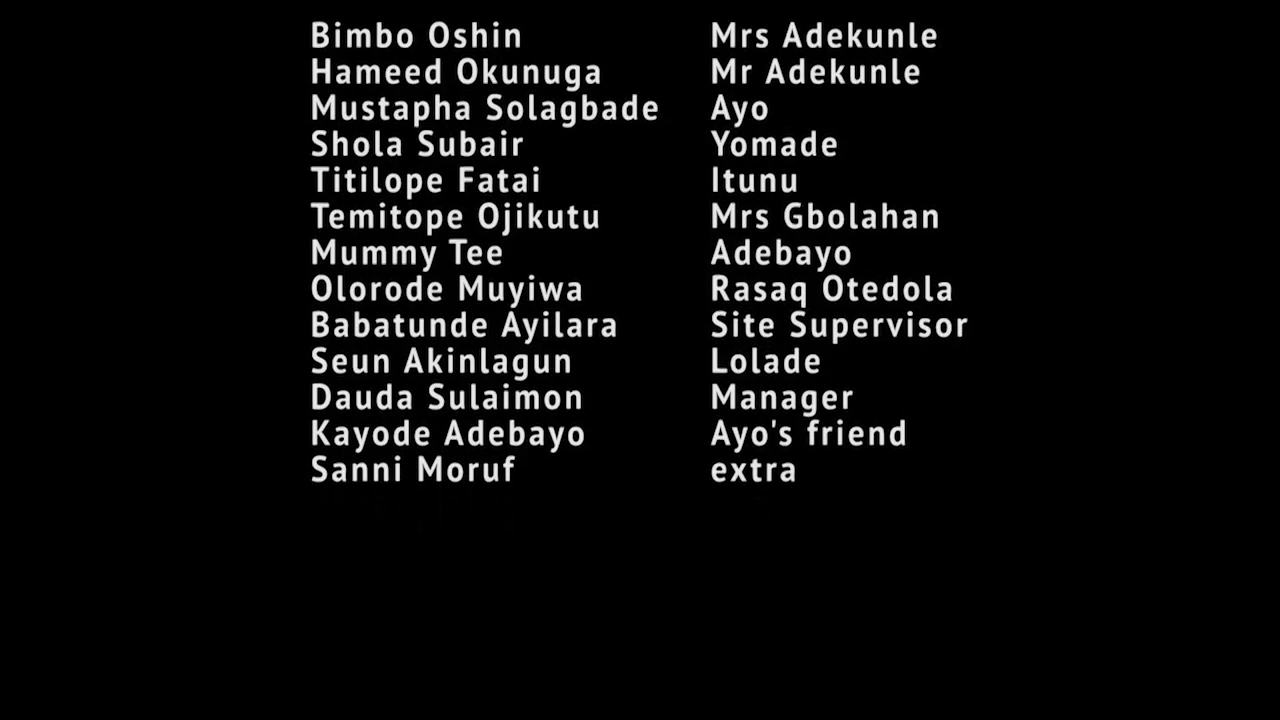 Bimbo Oshin Mrs Adekunle
Hameed Okunuga Mr Adekunle
Mustapha Solagbade Ayo
Shola Subair Yomade
Titilope Fatai Itunu
Temitope Ojikutu Mrs Gbolahan
Mummy Tee Adebayo
Olorode Muyiwa Rasaq Otedola
Babatunde Ayilara Site Supervisor
Seun Akinlagun Lolade
Dauda Sulaimon Manager
Kayode Adebayo Ayo's friend
Sanni Moruf extra